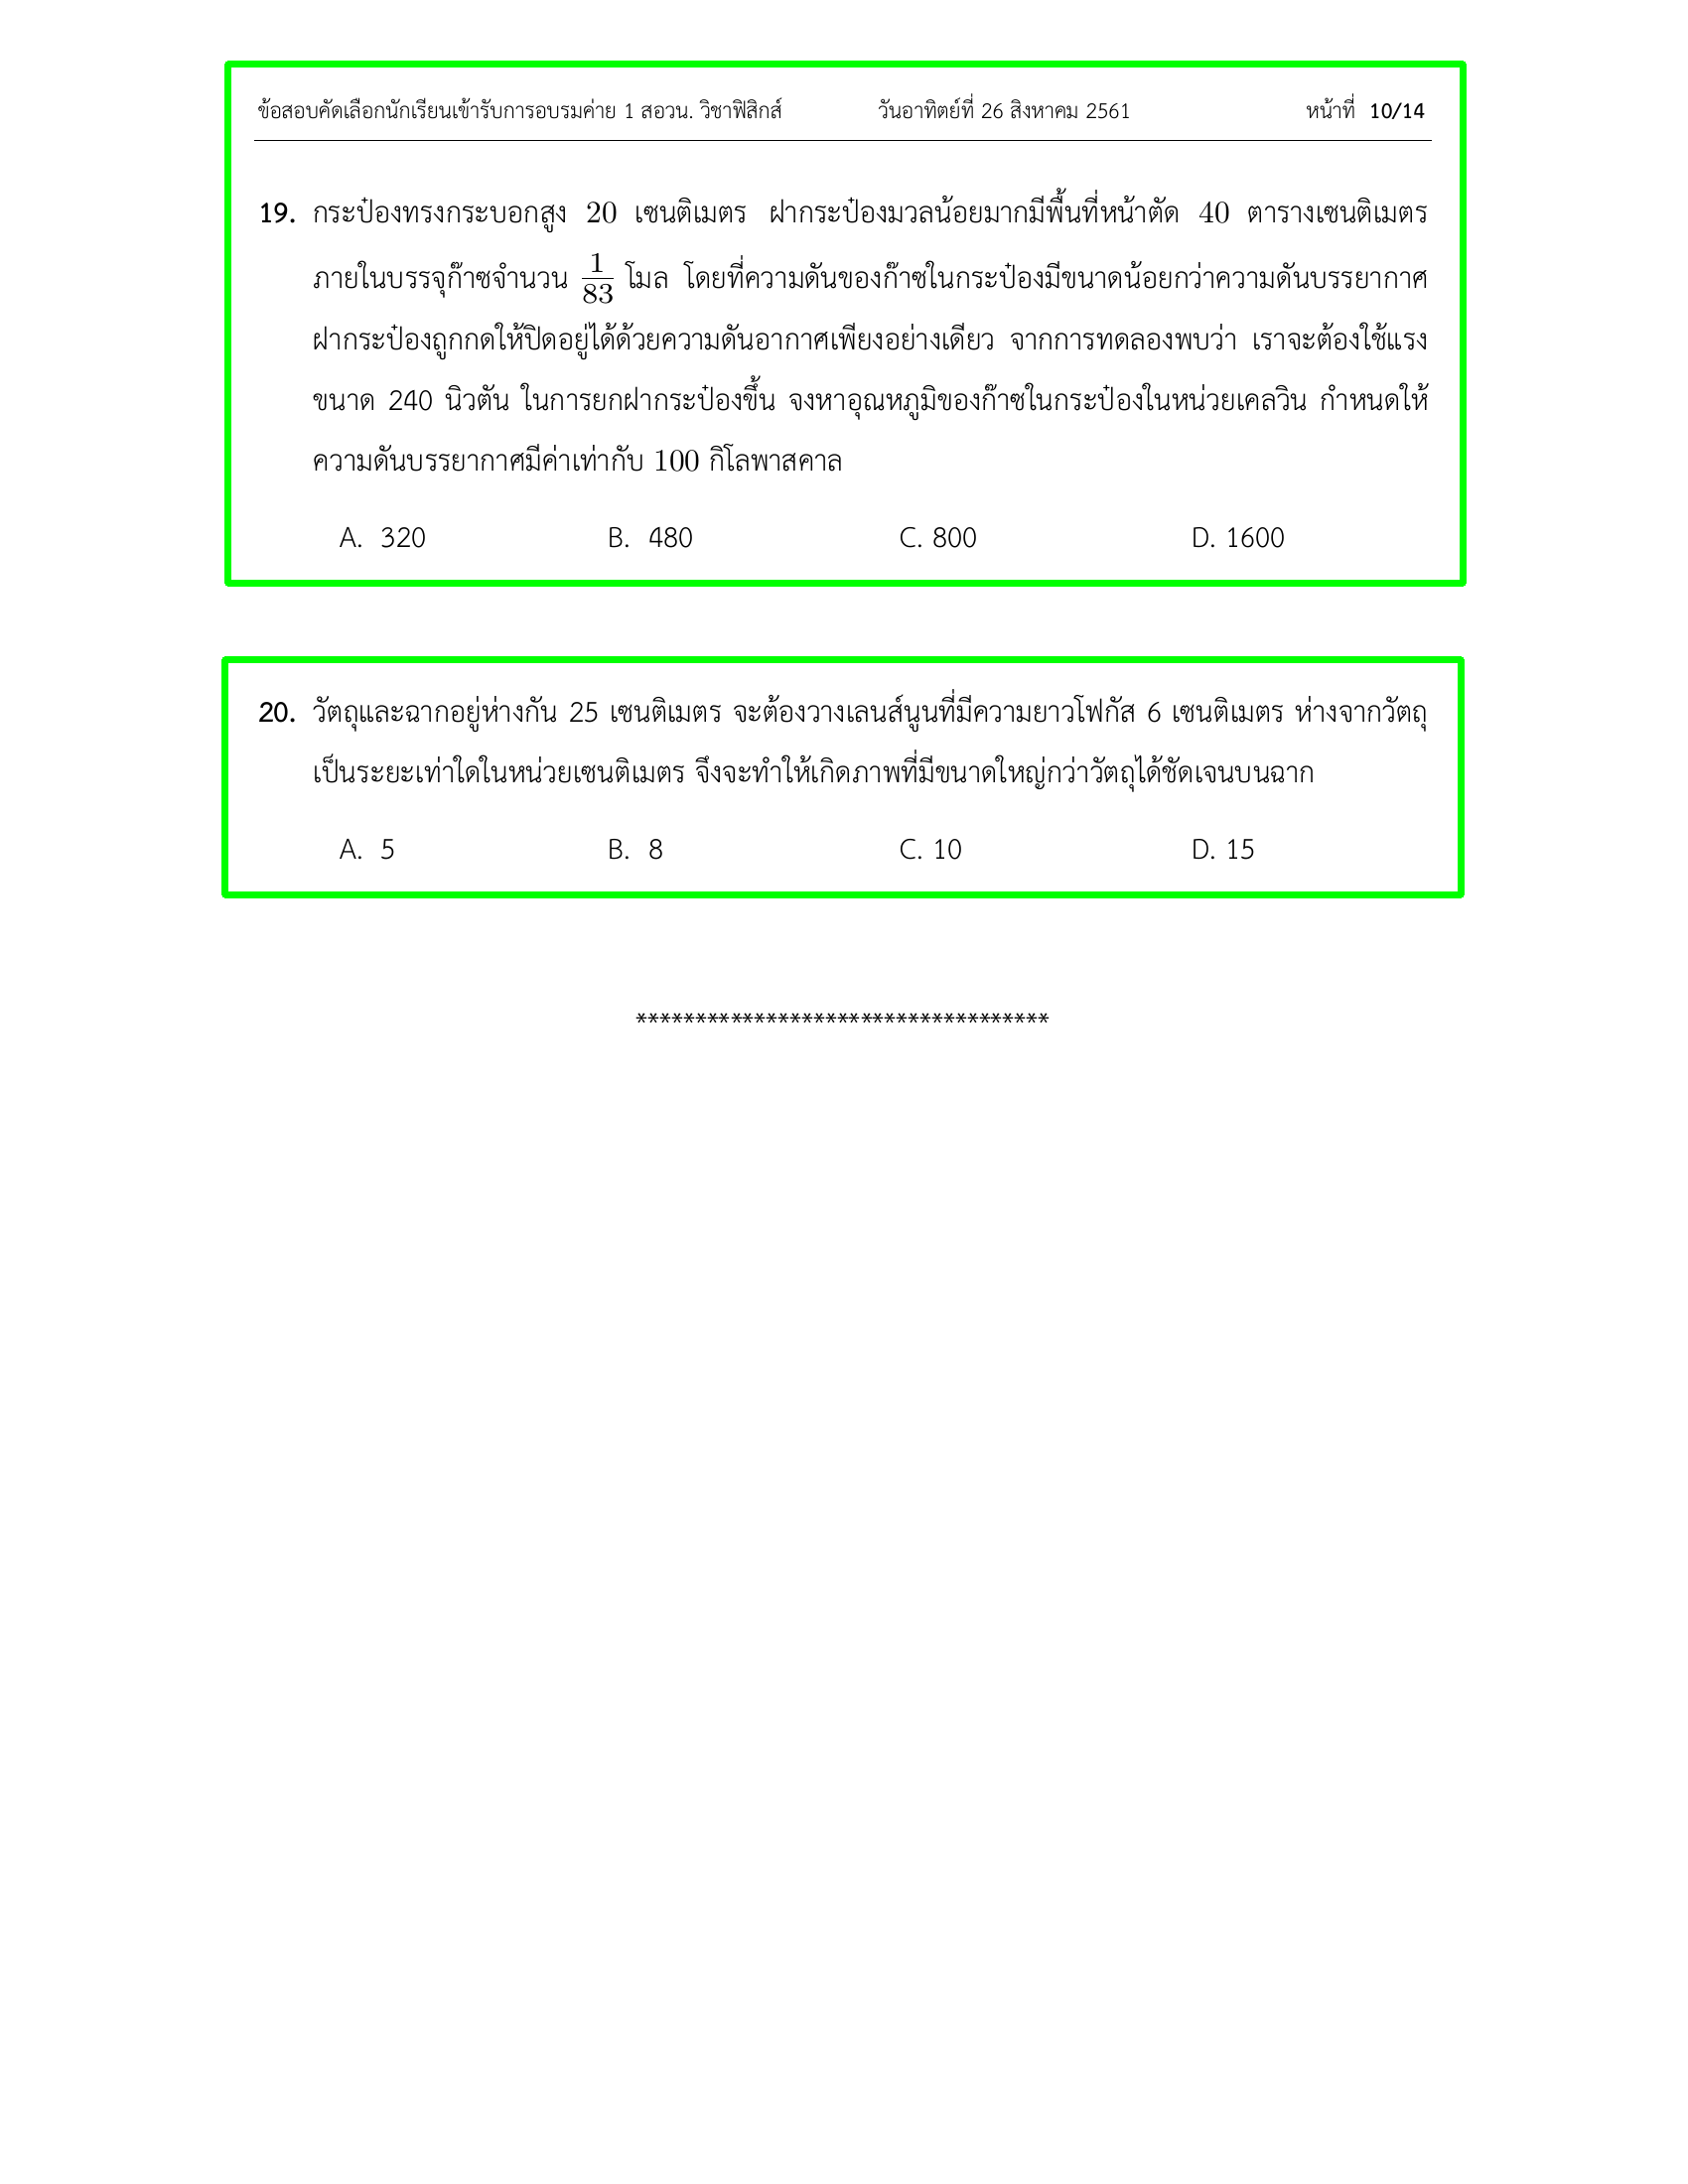 ข้อสอบคัดเลือกนักเรียนเข้ารับการอบรมค่าย 1 สอวน. วิชาฟิสิกส์ วันอาทิตย์ที่ 26 สิงหาคม 2561 หน้าที่ 10/14
19. กระป๋องทรงกระบอกสูง 20 เซนติเมตร ฝากระป๋องมวลน้อยมากมีพื้นที่หน้าตัด 40 ตารางเซนติเมตร
ภายในบรรจุก๊าซจำนวน 1/83 โมล โดยที่ความดันของก๊าซในกระป๋องมีขนาดน้อยกว่าความดันบรรยากาศ
ฝากระป๋องถูกกดให้ปิดอยู่ได้ด้วยความดันอากาศเพียงอย่างเดียว จากการทดลองพบว่า เราจะต้องใช้แรง
ขนาด 240 นิวตัน ในการยกฝากระป๋องขึ้น จงหาอุณหภูมิของก๊าซในกระป๋องในหน่วยเคลวิน กำหนดให้
ความดันบรรยากาศมีค่าเท่ากับ 100 กิโลพาสคาล
A. 320 B. 480 C. 800 D. 1600
20. วัตถุและฉากอยู่ห่างกัน 25 เซนติเมตร จะต้องวางเลนส์นูนที่มีความยาวโฟกัส 6 เซนติเมตร ห่างจากวัตถุ
เป็นระยะเท่าใดในหน่วยเซนติเมตร จึงจะทำให้เกิดภาพที่มีขนาดใหญ่กว่าวัตถุได้ชัดเจนบนฉาก
A. 5 B. 8 C. 10 D. 15
***********************************